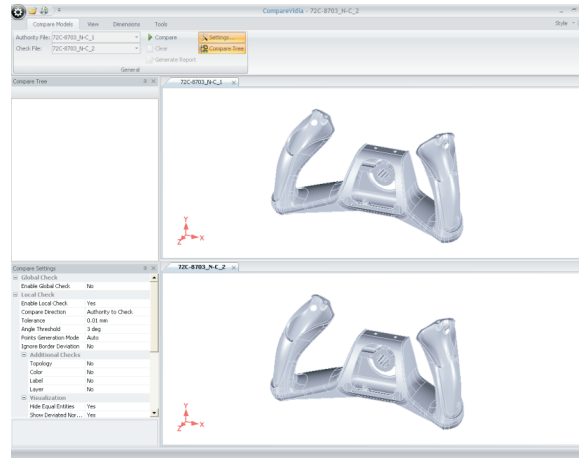 CompareVidia - 72C-8703_N-C_2
Compare Models View Dimensions Tools Style
Authority File: 72C-8703_N-C_1 Compare Settings...
Check File: 72C-8703_N-C_2 Clear Compare Tree
Generate Report
General
Compare Tree
72C-8703_N-C_1
Y
Z X
Compare Settings
72C-8703_N-C_2
Global Check
Enable Global Check No
Local Check
Enable Local Check Yes
Compare Direction Authority to Check
Tolerance 0.01 mm
Angle Threshold 3 deg
Points Generation Mode Auto
Ignore Border Deviation No
Additional Checks
Topology No
Color No
Label No
Layer No
Visualization
Hide Equal Entities Yes
Show Deviated Nor... Yes
Y
Z X